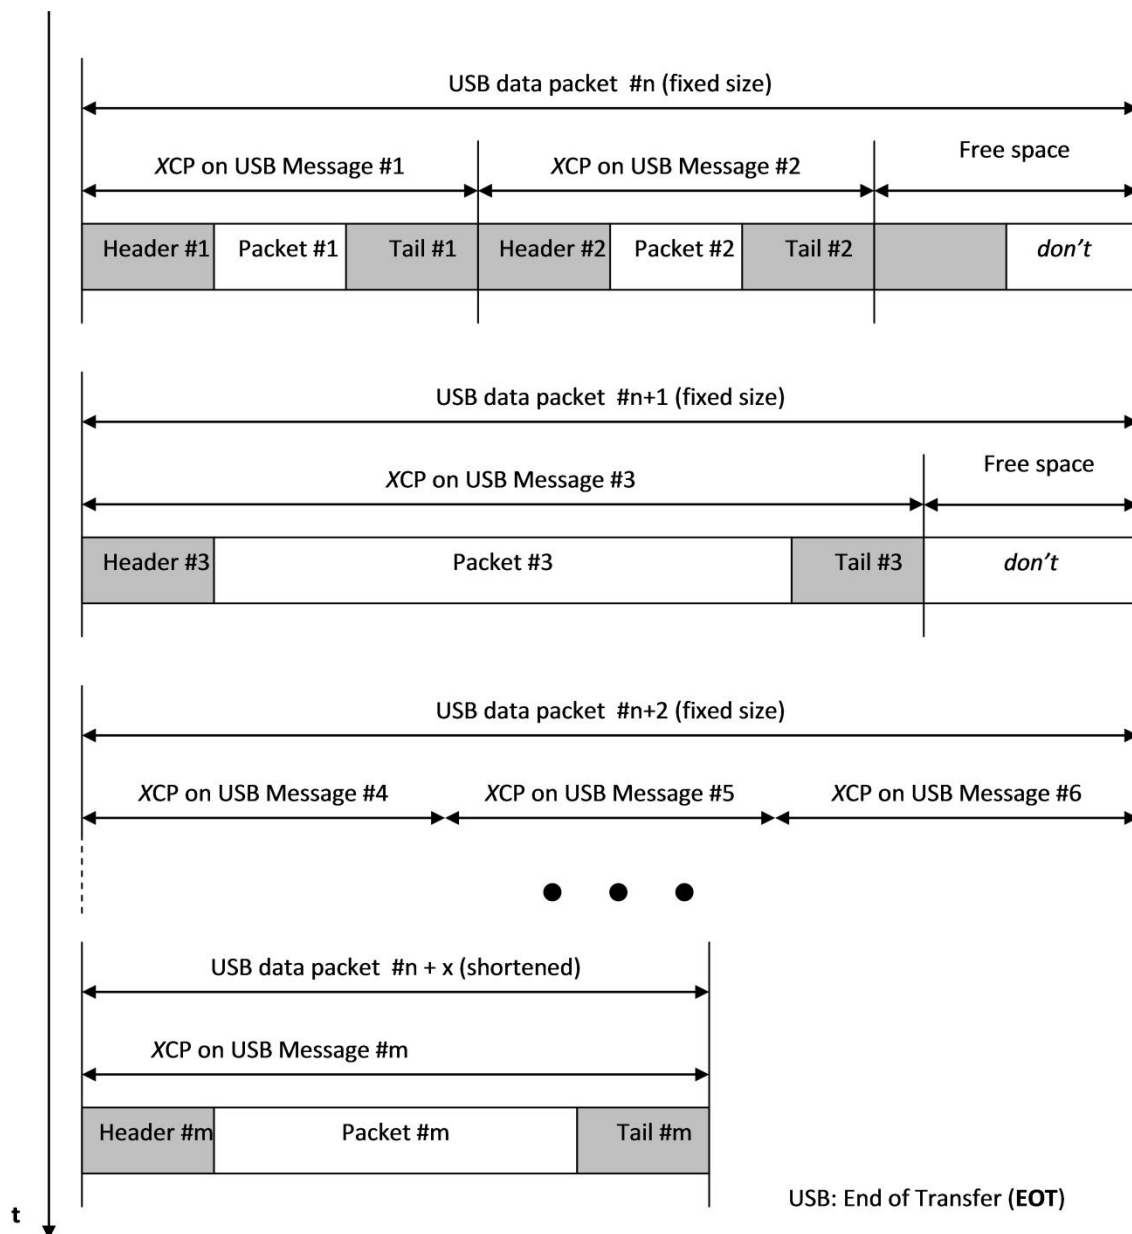 USB data packet #n (fixed size)
XCP on USB Message #1
XCP on USB Message #2
Free space
Header #1
Packet #1
Tail #1
Header #2
Packet #2
Tail #2
don't
USB data packet #n+1 (fixed size)
XCP on USB Message #3
Free space
Header #3
Packet #3
Tail #3
don't
USB data packet #n+2 (fixed size)
XCP on USB Message #4
XCP on USB Message #5
XCP on USB Message #6
USB data packet #n + x (shortened)
XCP on USB Message #m
Header #m
Packet #m
Tail #m
USB: End of Transfer (EOT)
t